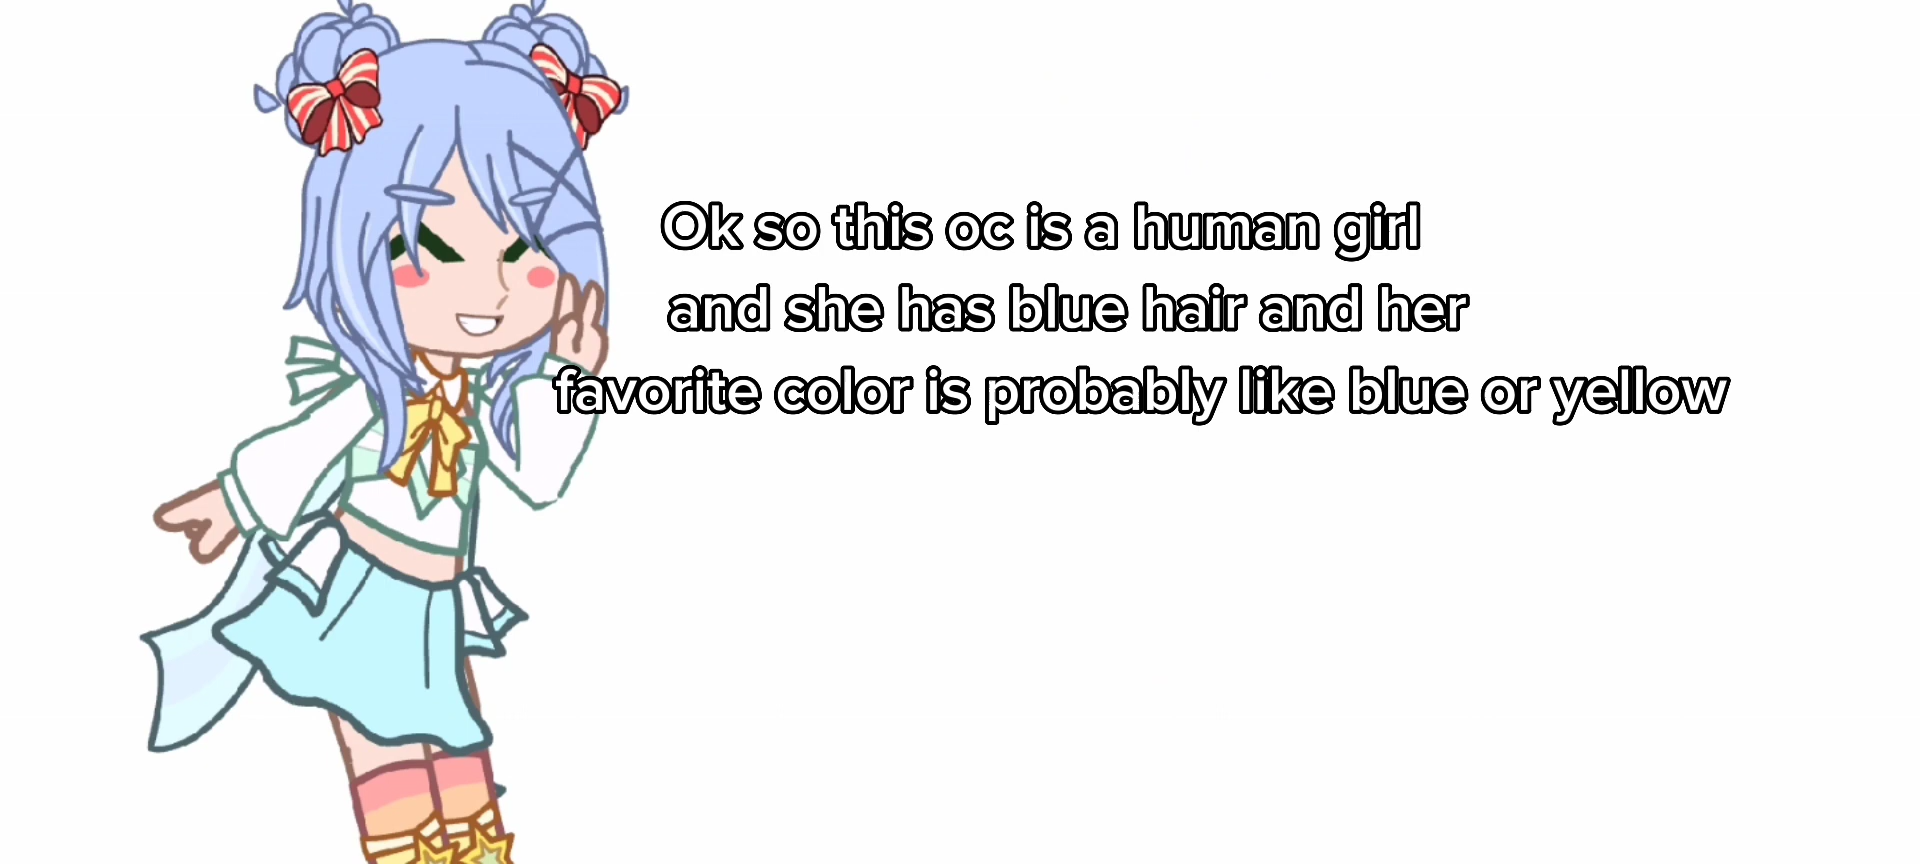 Ok so this oc is a human girl
and she has blue hair and her
favorite color is probably like blue or yellow